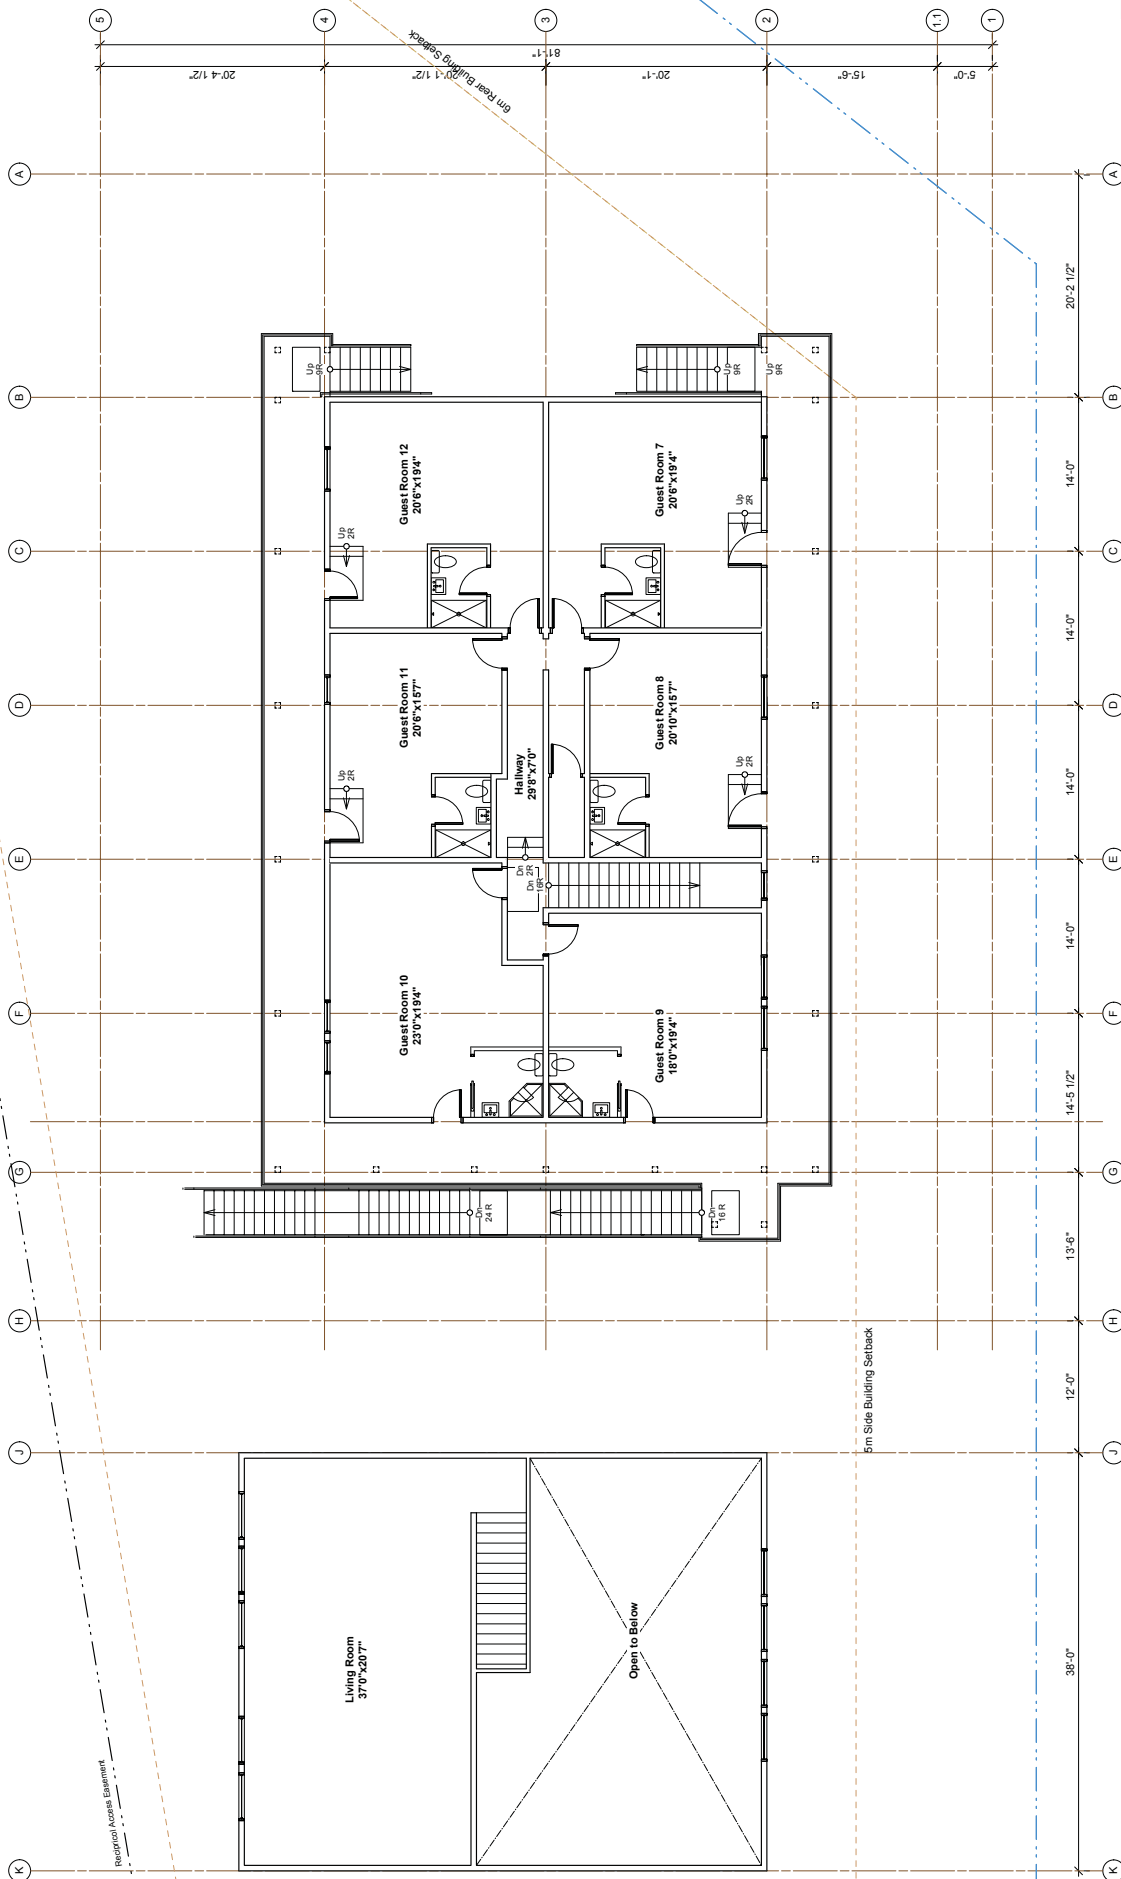 5
4
3
2
1.1
1
81'-1"
20'-4 1/2"
20'-1 1/2"
20'-1"
15'-6"
5'-0"
6m Rear Building Setback
A
A
20'-2 1/2"
B
B
Up
9R
Up
9R
Up
9R
14'-0"
Guest Room 12
20'6"x19'4"
Guest Room 7
20'6"x19'4"
Up
2R
Up
2R
C
C
14'-0"
Guest Room 11
20'6"x15'7"
Guest Room 8
20'10"x15'7"
D
D
Hallway
29'8"x7'0"
Up
2R
Up
2R
14'-0"
E
E
Dn
2R
Dn
16R
14'-0"
Guest Room 10
23'0"x19'4"
Guest Room 9
18'0"x19'4"
F
F
14'-5 1/2"
G
G
Dn
24 R
Dn
16 R
13'-6"
H
H
12'-0"
5m Side Building Setback
J
J
Living Room
37'0"x20'7"
Open to Below
38'-0"
Recipricol Access Easement
K
K